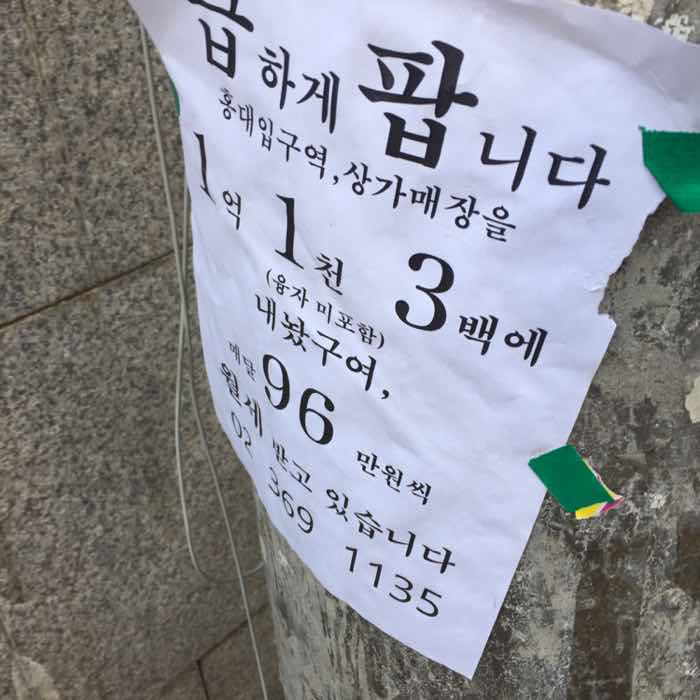 급하게 팝니다
홍대입구역,상가매장을
1억 1천 3백에
(융자 미포함)
내놨구여,
매달 96 만원씩
월세 받고 있습니다
02 369 1135